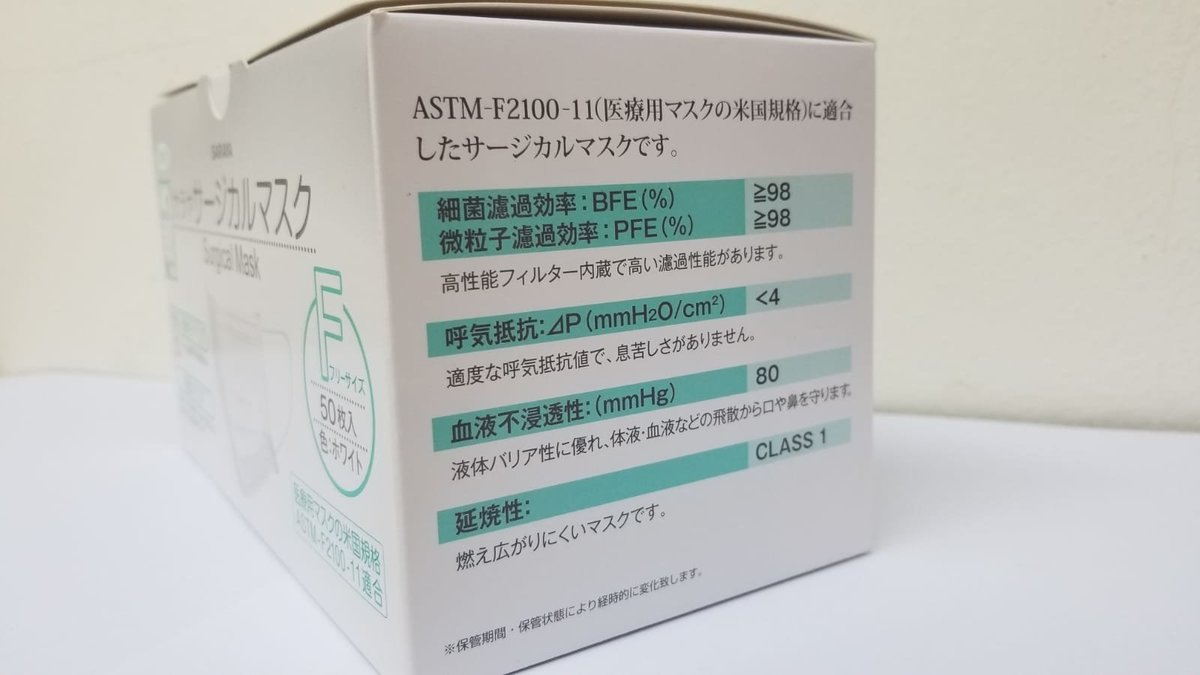 ASTM-F2100-11(医療用マスクの米国規格)に適合
したサージカルマスクです。
細菌濾過効率:BFE(%) ≧98
微粒子濾過効率:PFE(%) ≧98
高性能フィルター内蔵で高い濾過性能があります。
呼気抵抗:⊿P(mmH2O/cm²) <4
適度な呼気抵抗値で、息苦しさがありません。
血液不浸透性:(mmHg) 80
液体バリア性に優れ、体液・血液などの飛散から口や鼻を守ります。
延焼性: CLASS 1
燃え広がりにくいマスクです。
※保管期間・保管状態により経時的に変化致します。
SARAYA
サージカルマスク
Surgical Mask
F
フリーサイズ
50枚入
色:ホワイト
医療用マスクの米国規格
ASTM-F2100-11適合